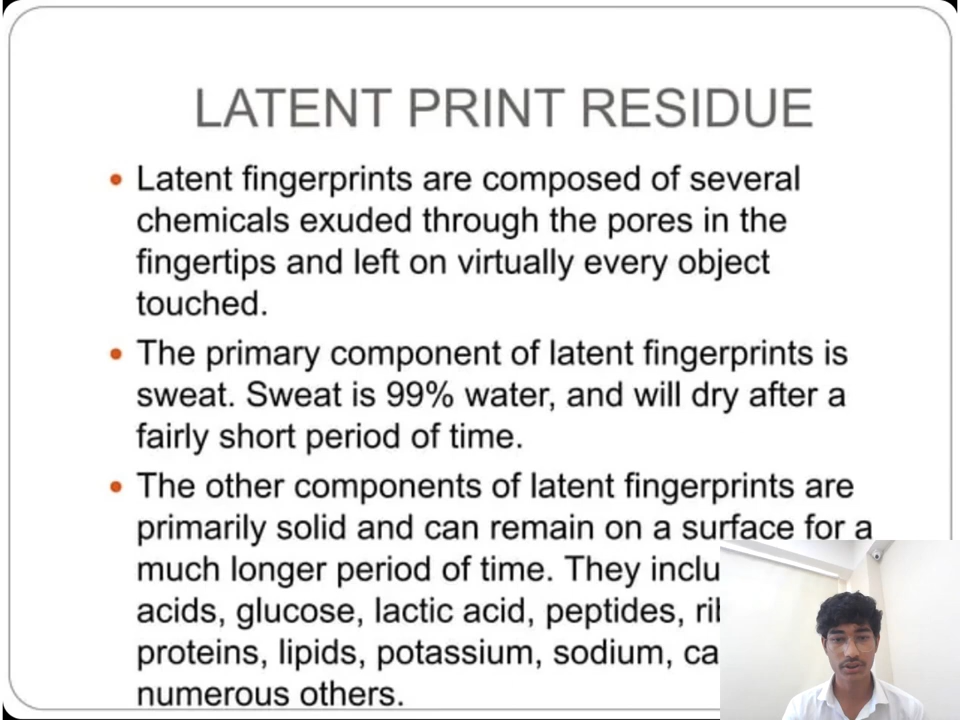 LATENT PRINT RESIDUE
• Latent fingerprints are composed of several
chemicals exuded through the pores in the
fingertips and left on virtually every object
touched.
• The primary component of latent fingerprints is
sweat. Sweat is 99% water, and will dry after a
fairly short period of time.
• The other components of latent fingerprints are
primarily solid and can remain on a surface for a
much longer period of time. They
acids, glucose, lactic acid, peptides,
proteins, lipids, potassium, sodium,
numerous others.